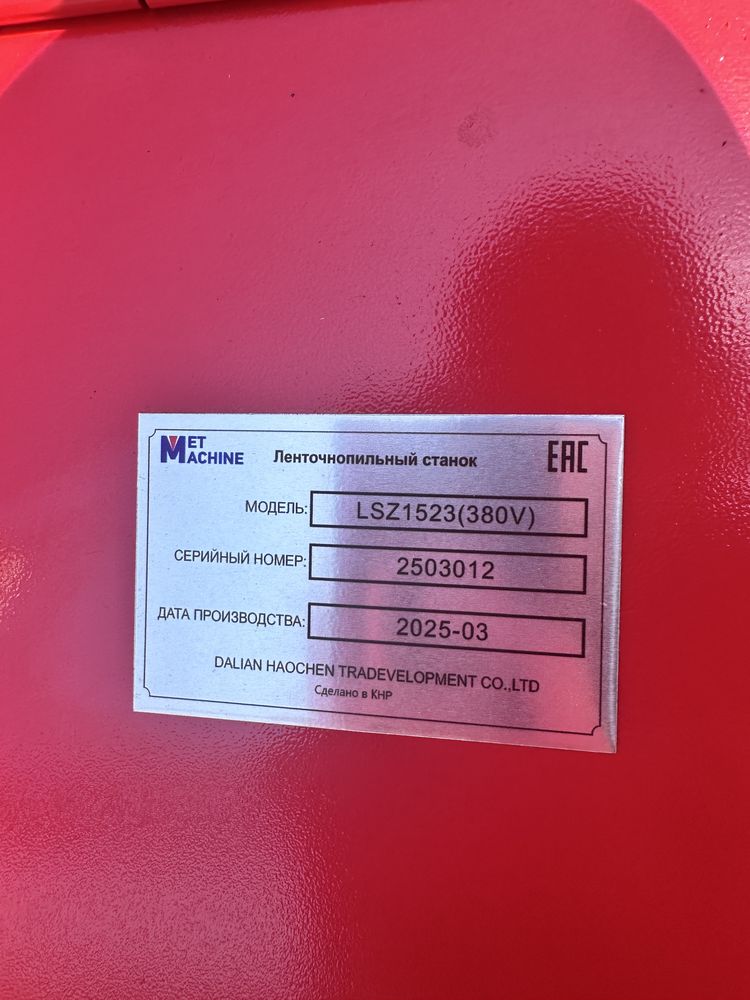 MET MACHINE
Ленточнопильный станок
EAC
МОДЕЛЬ: LSZ1523(380V)
СЕРИЙНЫЙ НОМЕР: 2503012
ДАТА ПРОИЗВОДСТВА: 2025-03
DALIAN HAOCHEN TRADEVELOPMENT CO.,LTD
Сделано в КНР